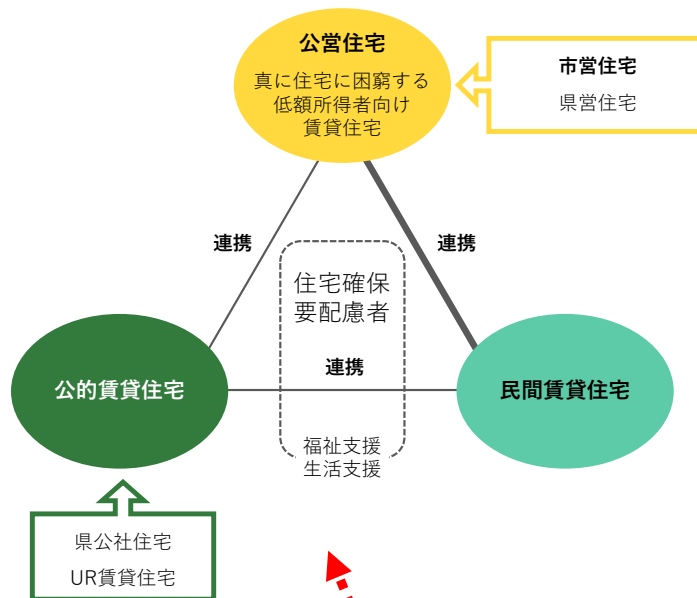 公営住宅
真に住宅に困窮する
低額所得者向け
賃貸住宅
市営住宅
県営住宅
連携
連携
住宅確保
要配慮者
公的賃貸住宅
連携
民間賃貸住宅
福祉支援
生活支援
県公社住宅
UR賃貸住宅